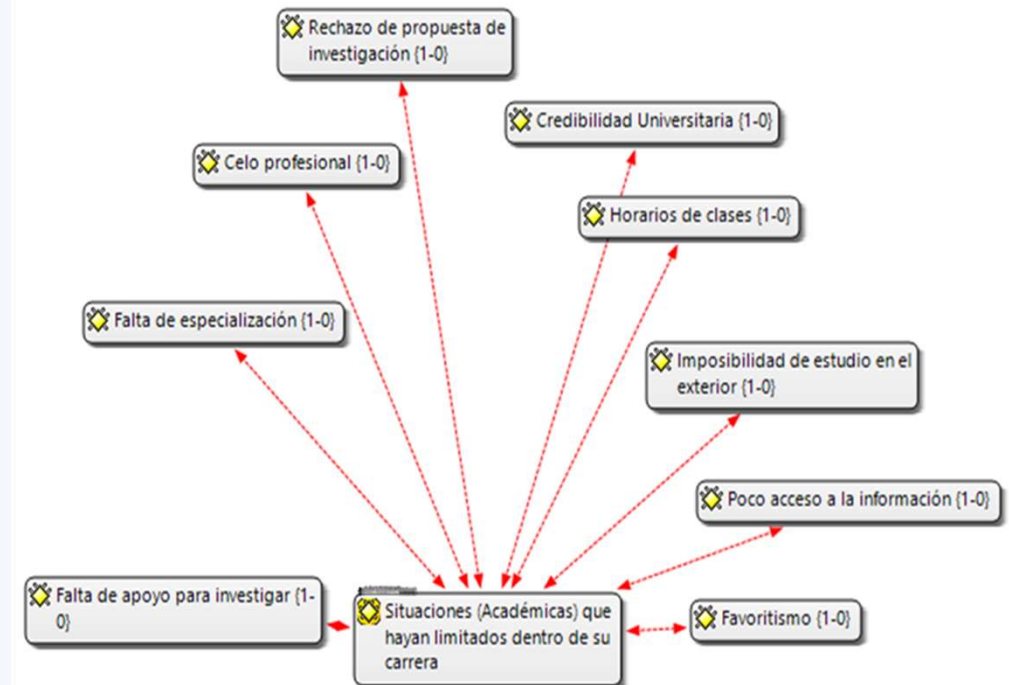 Rechazo de propuesta de
investigación {1-0}
Credibilidad Universitaria {1-0}
Celo profesional {1-0}
Horarios de clases {1-0}
Falta de especialización {1-0}
Imposibilidad de estudio en el
exterior {1-0}
Poco acceso a la información {1-0}
Falta de apoyo para investigar {1-
0}
Situaciones (Académicas) que
hayan limitados dentro de su
carrera
Favoritismo {1-0}